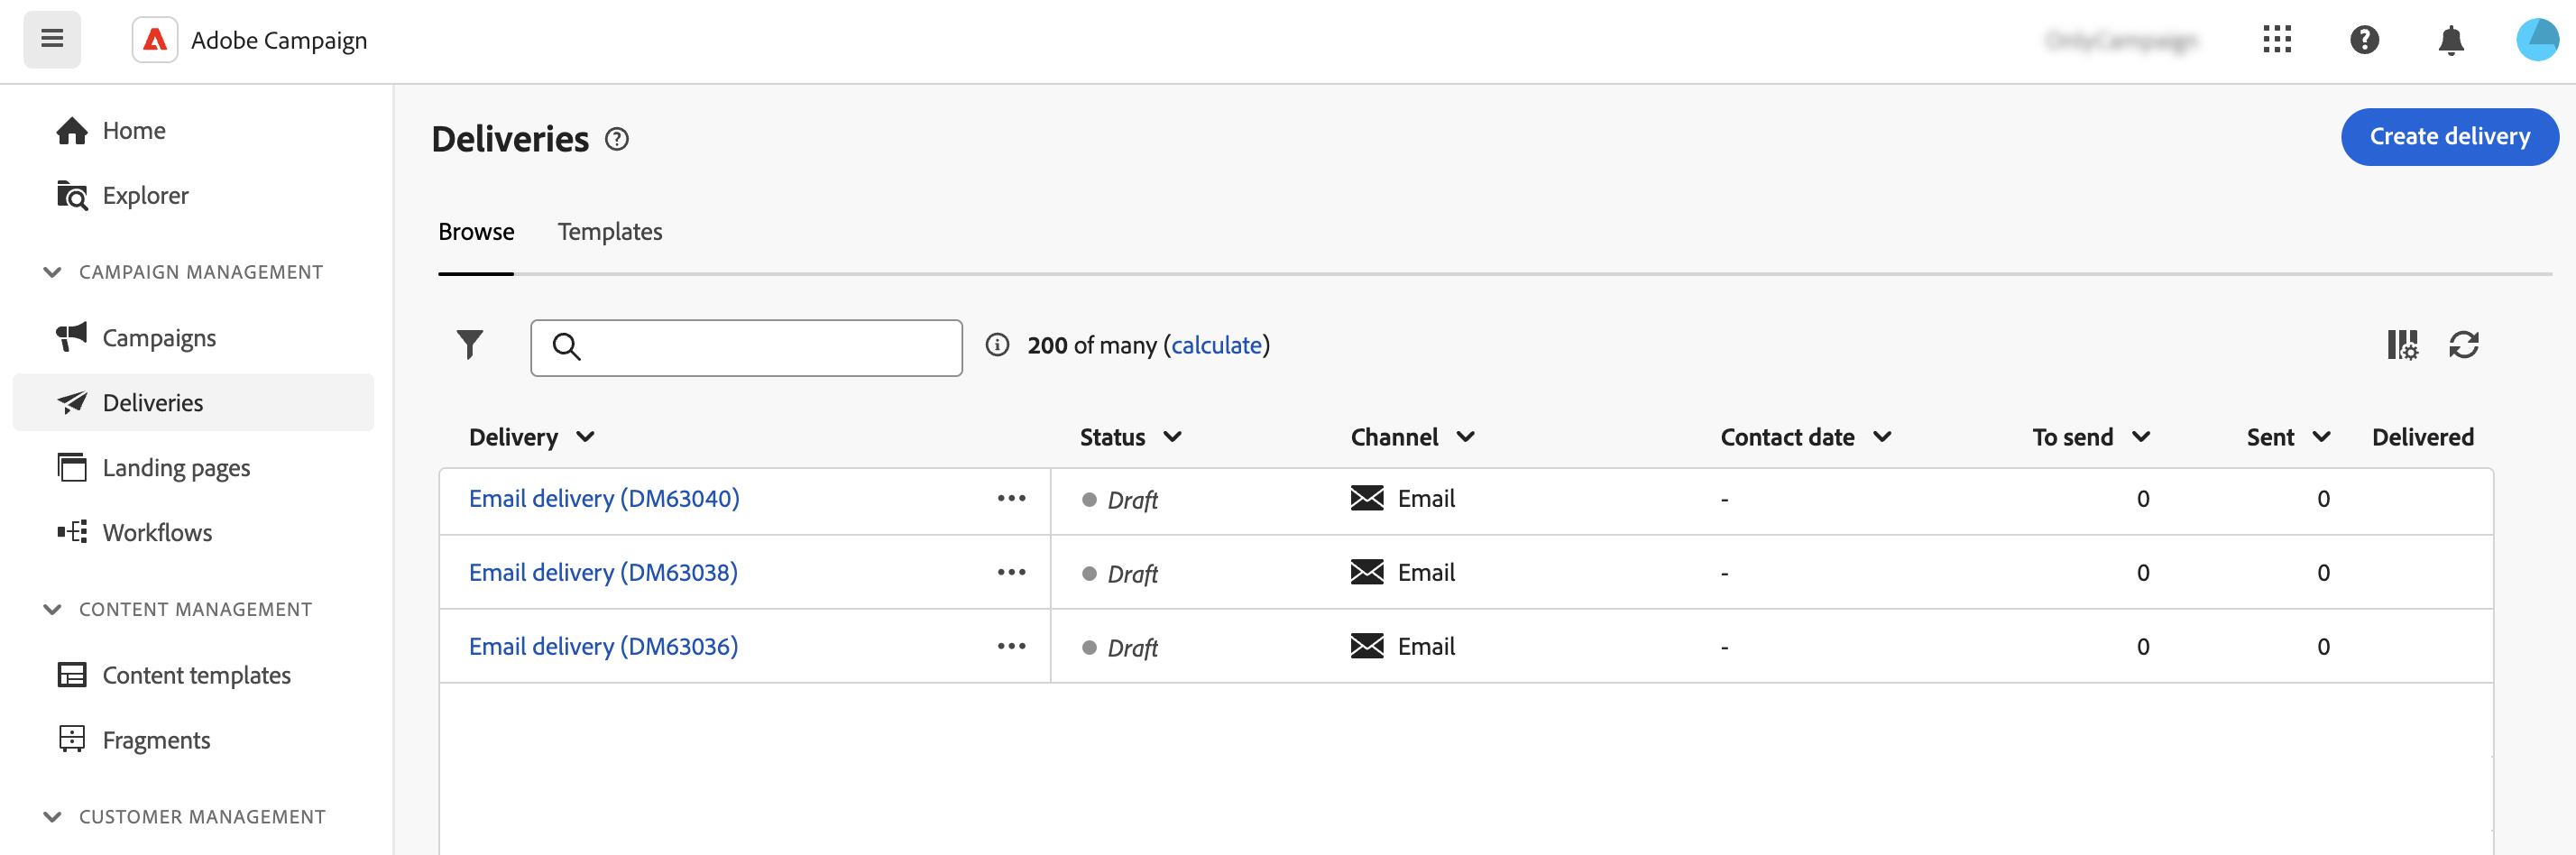 Adobe Campaign
Home
Explorer
CAMPAIGN MANAGEMENT
Campaigns
Deliveries
Landing pages
Workflows
CONTENT MANAGEMENT
Content templates
Fragments
CUSTOMER MANAGEMENT
Deliveries
Create delivery
Browse Templates
200 of many (calculate)
Delivery Status Channel Contact date To send Sent Delivered
Email delivery (DM63040) ••• Draft Email - 0 0
Email delivery (DM63038) ••• Draft Email - 0 0
Email delivery (DM63036) ••• Draft Email - 0 0